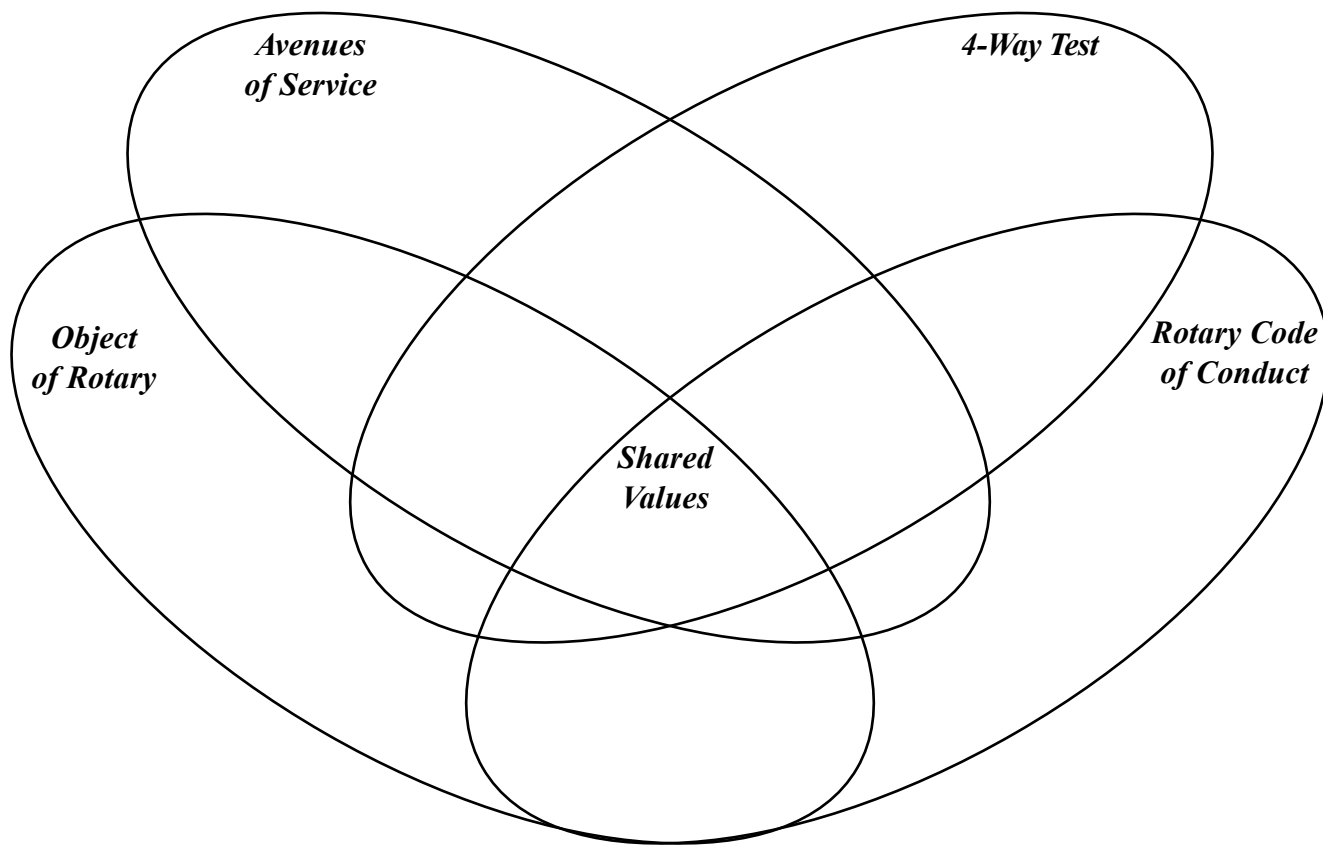 Avenues
of Service
4-Way Test
Object
of Rotary
Rotary Code
of Conduct
Shared
Values